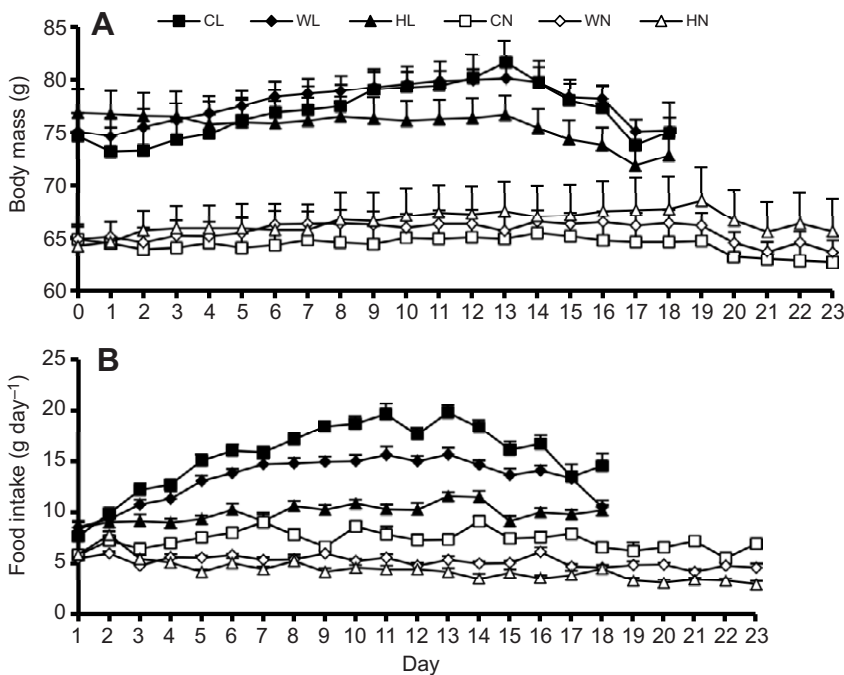 A
CL WL HL CN WN HN
Body mass (g)
85
80
75
70
65
60
0 1 2 3 4 5 6 7 8 9 10 11 12 13 14 15 16 17 18 19 20 21 22 23
B
Food intake (g day–1)
25
20
15
10
5
0
1 2 3 4 5 6 7 8 9 10 11 12 13 14 15 16 17 18 19 20 21 22 23
Day